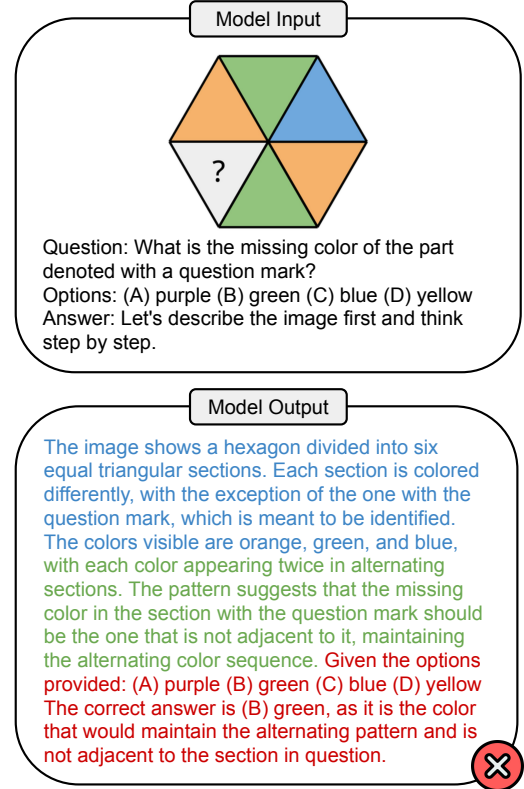 Model Input
?
Question: What is the missing color of the part
denoted with a question mark?
Options: (A) purple (B) green (C) blue (D) yellow
Answer: Let's describe the image first and think
step by step.
Model Output
The image shows a hexagon divided into six
equal triangular sections. Each section is colored
differently, with the exception of the one with the
question mark, which is meant to be identified.
The colors visible are orange, green, and blue,
with each color appearing twice in alternating
sections. The pattern suggests that the missing
color in the section with the question mark should
be the one that is not adjacent to it, maintaining
the alternating color sequence. Given the options
provided: (A) purple (B) green (C) blue (D) yellow
The correct answer is (B) green, as it is the color
that would maintain the alternating pattern and is
not adjacent to the section in question.